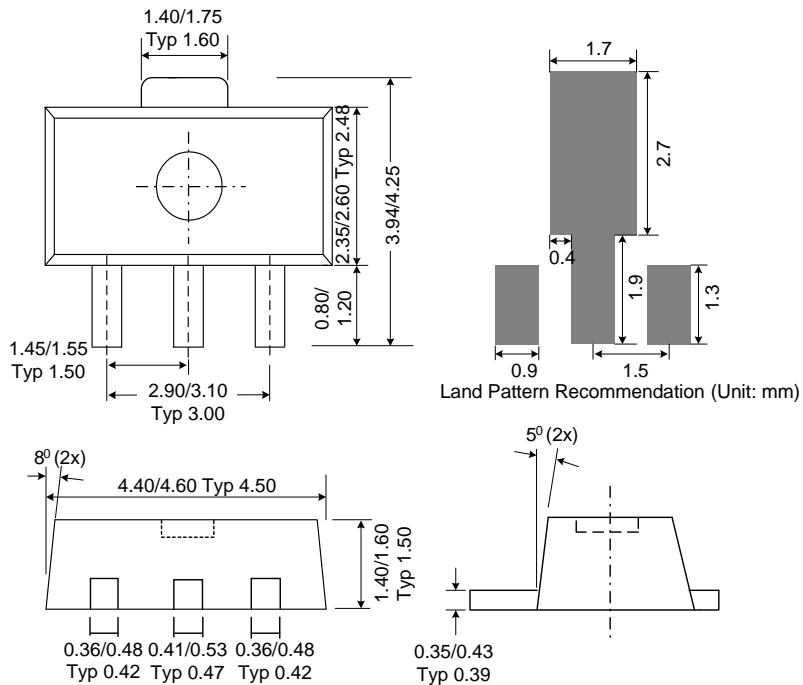 1.40/1.75
Typ 1.60
2.35/2.60 Typ 2.48
3.94/4.25
0.80/
1.20
1.45/1.55
Typ 1.50
2.90/3.10
Typ 3.00
1.7
2.7
0.4
1.9
1.3
0.9
1.5
Land Pattern Recommendation (Unit: mm)
8⁰ (2x)
4.40/4.60 Typ 4.50
1.40/1.60
Typ 1.50
0.36/0.48
Typ 0.42
0.41/0.53
Typ 0.47
0.36/0.48
Typ 0.42
5⁰ (2x)
0.35/0.43
Typ 0.39